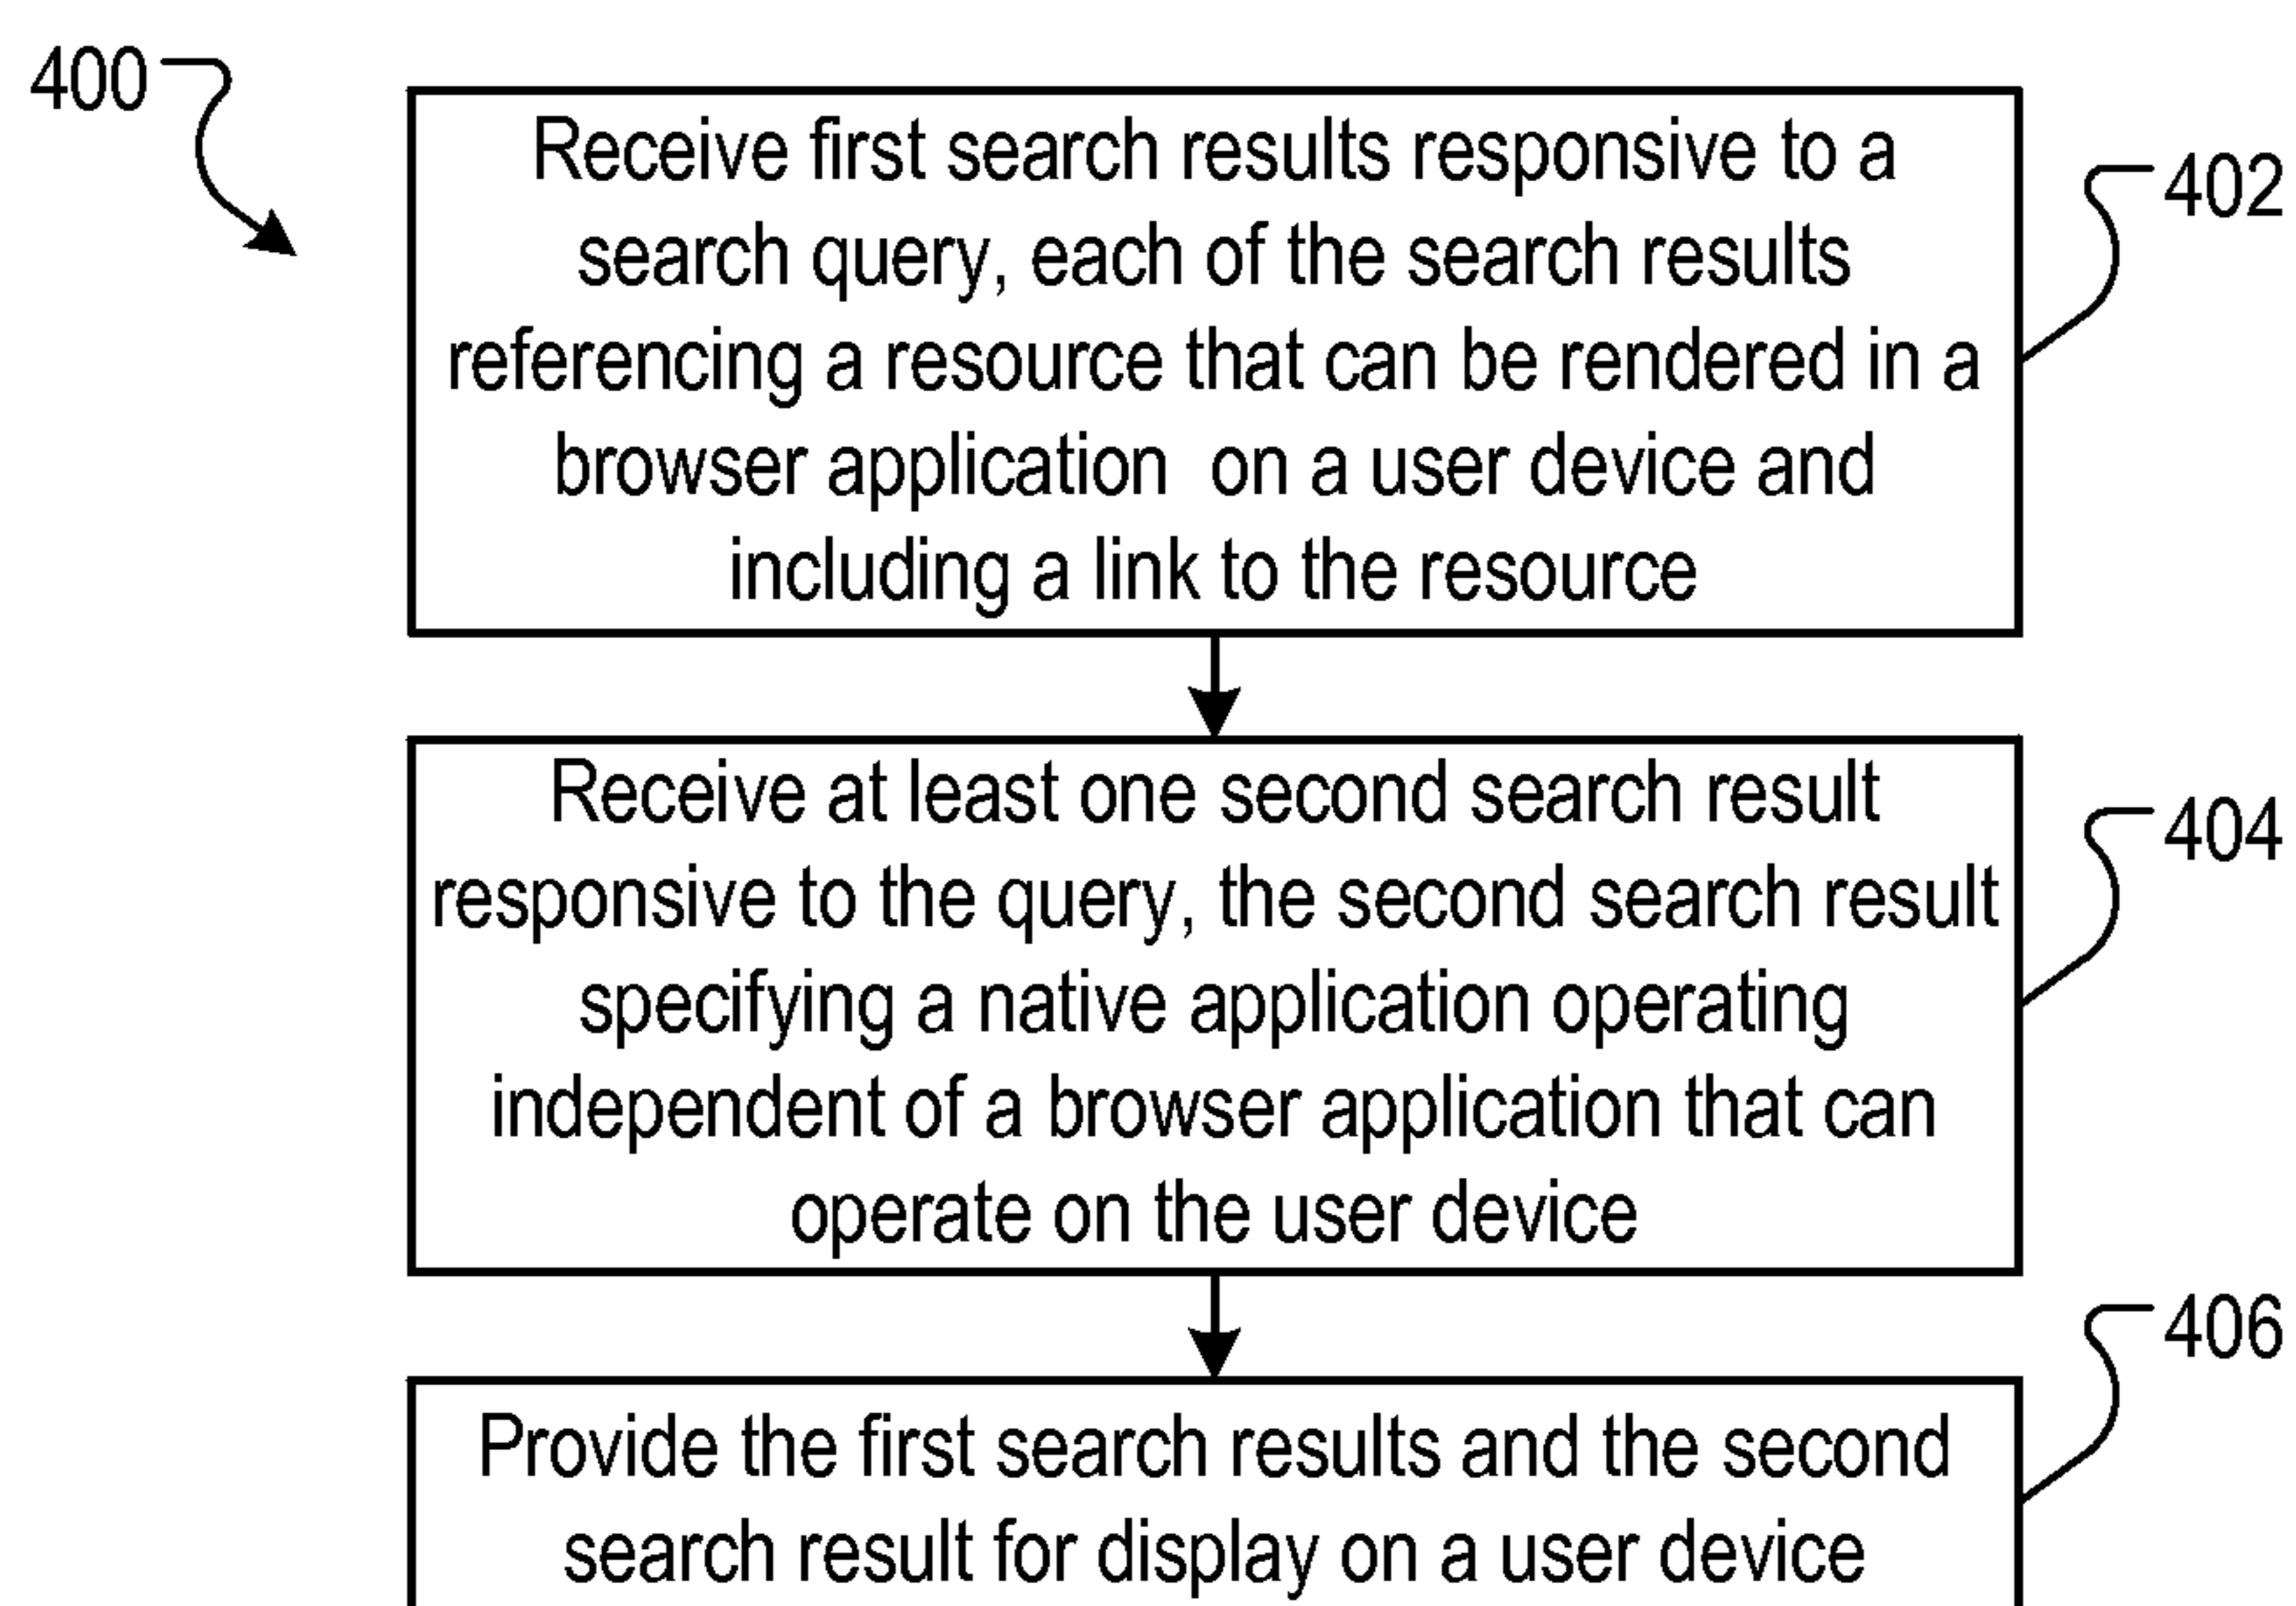 400
Receive first search results responsive to a
search query, each of the search results
referencing a resource that can be rendered in a
browser application  on a user device and
including a link to the resource
402
Receive at least one second search result
responsive to the query, the second search result
specifying a native application operating
independent of a browser application that can
operate on the user device
404
Provide the first search results and the second
search result for display on a user device
406